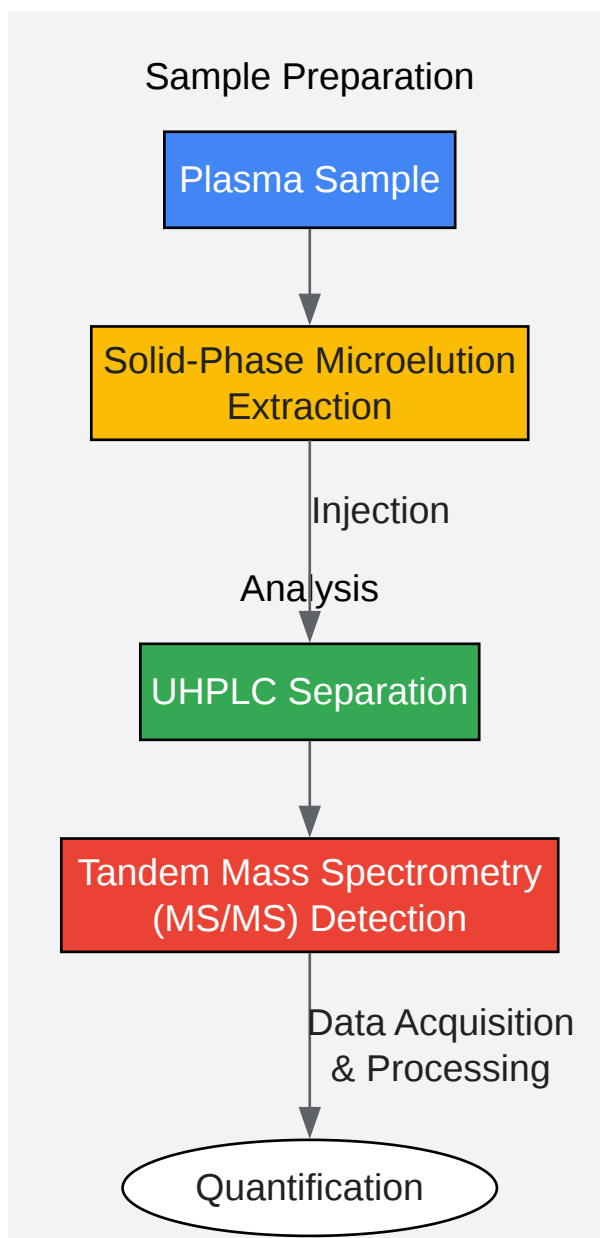 Sample Preparation
Plasma Sample
Solid-Phase Microelution
Extraction
Injection
Analysis
UHPLC Separation
Tandem Mass Spectrometry
(MS/MS) Detection
Data Acquisition
& Processing
Quantification